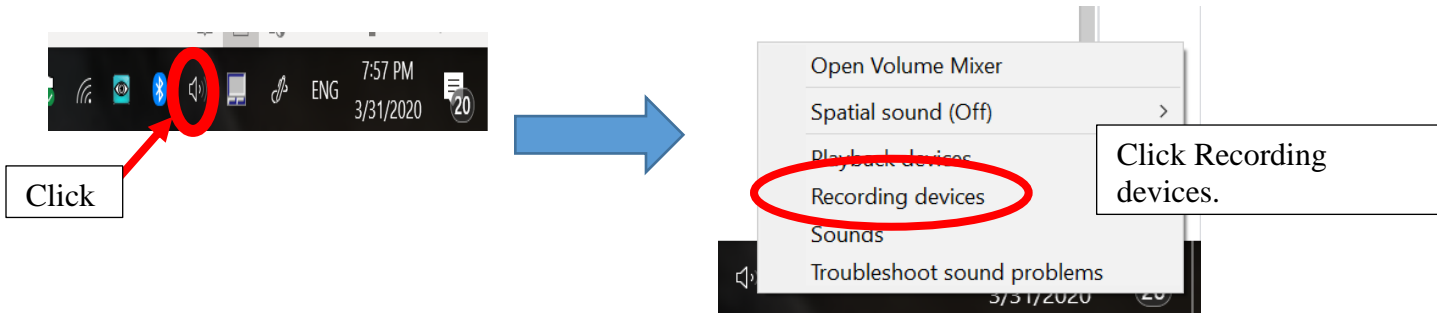 7:57 PM
ENG
3/31/2020
20
Click
Open Volume Mixer
Spatial sound (Off)
Playback devices
Click Recording
devices.
Recording devices
Sounds
Troubleshoot sound problems
3/31/2020
20